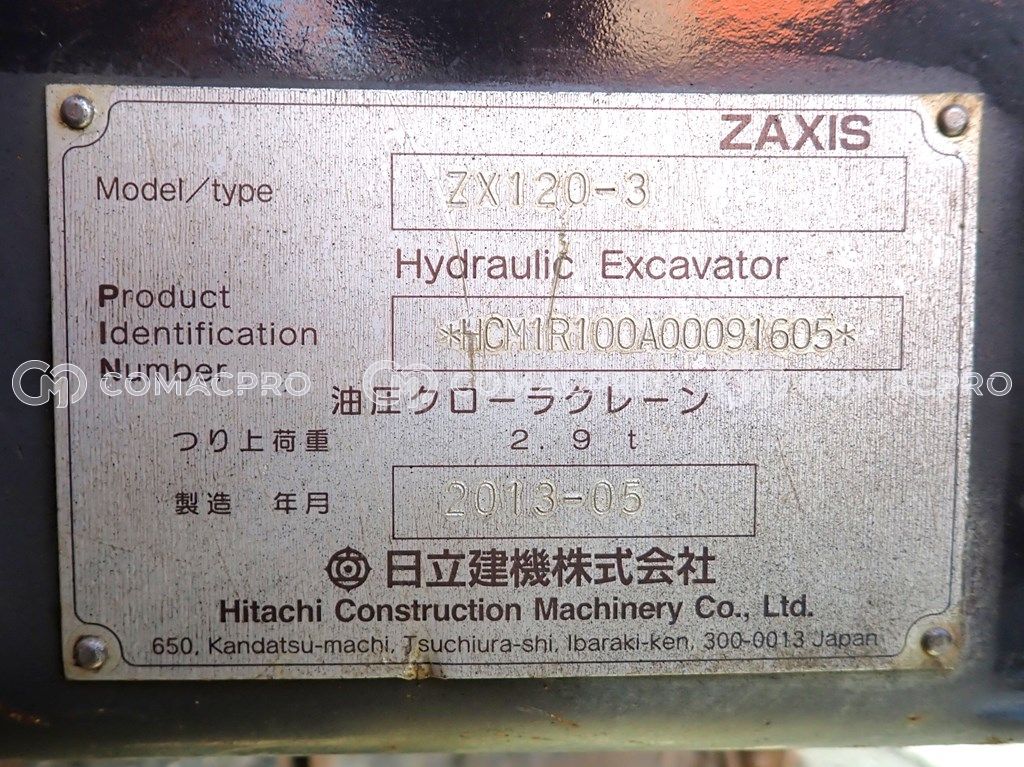 ZAXIS
Model/type ZX120-3
Hydraulic Excavator
Product
Identification
Number *HCM1R100A00091605*
COMACPRO COMACPRO COMACPRO
油圧クローラクレーン
つり上荷重 2.9 t
製造 年月 2013-05
日立建機株式会社
Hitachi Construction Machinery Co., Ltd.
650, Kandatsu-machi, Tsuchiura-shi, Ibaraki-ken, 300-0013 Japan